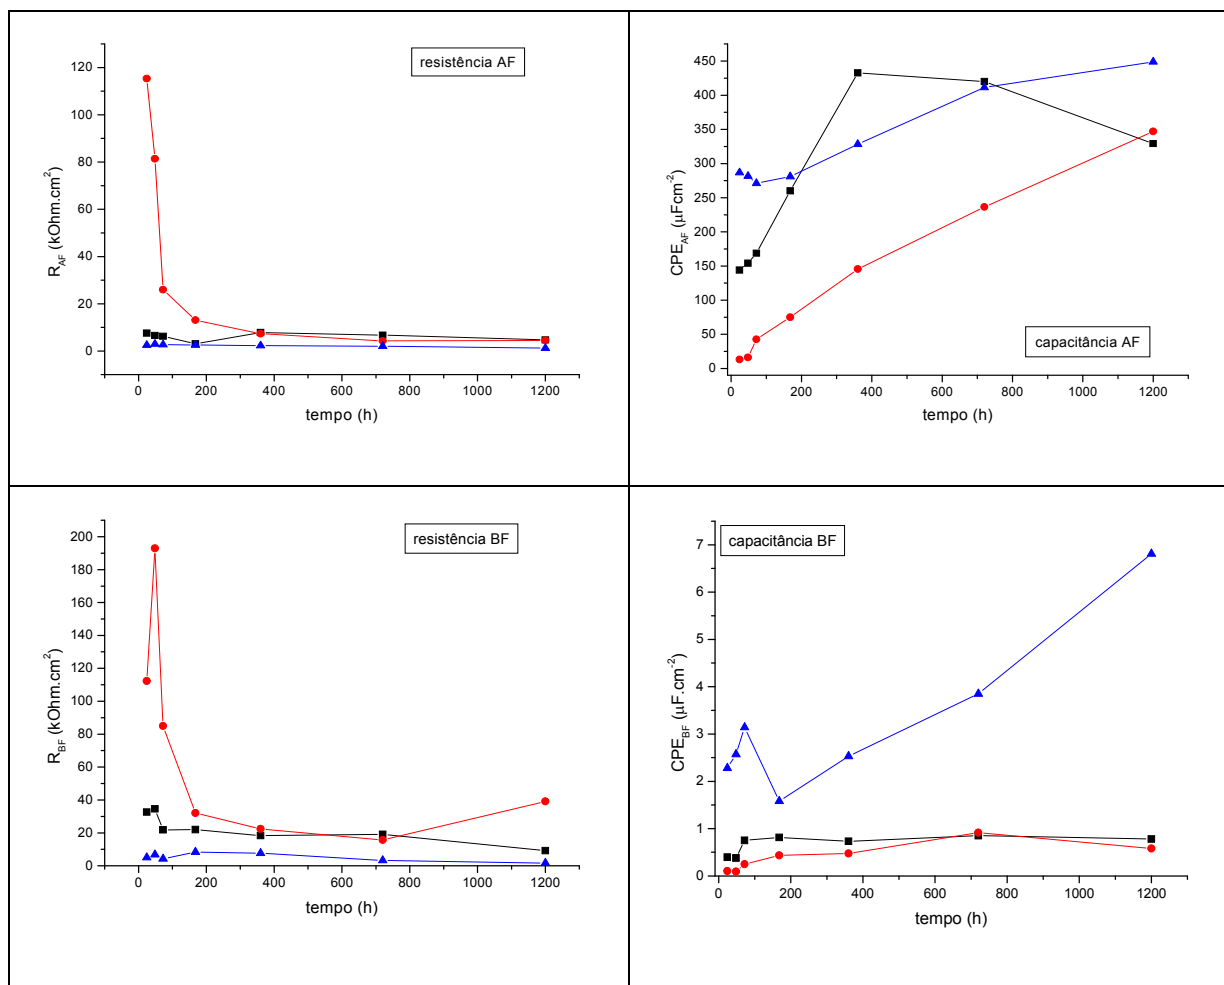 resistência AF
120
100
80
60
40
20
0
R_AF (kOhm.cm²)
0 200 400 600 800 1000 1200
tempo (h)
450
400
350
300
250
200
150
100
50
0
CPE_AF (μFcm⁻²)
capacitância AF
0 200 400 600 800 1000 1200
tempo (h)
resistência BF
200
180
160
140
120
100
80
60
40
20
0
R_BF (kOhm.cm²)
0 200 400 600 800 1000 1200
tempo (h)
capacitância BF
7
6
5
4
3
2
1
0
CPE_BF (μF.cm⁻²)
0 200 400 600 800 1000 1200
tempo (h)